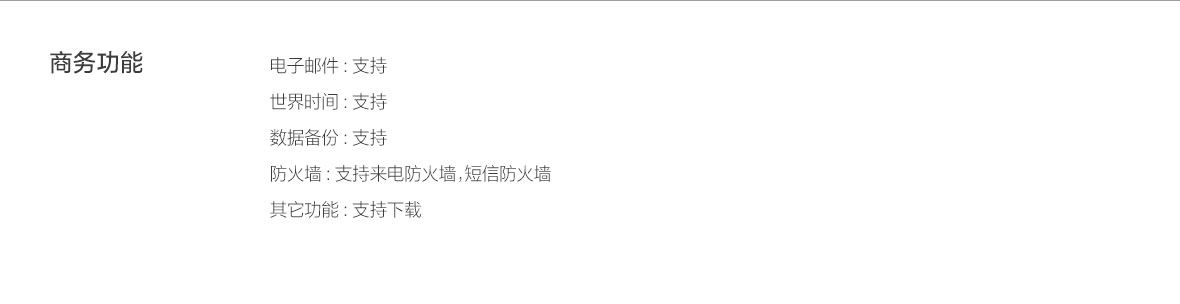 商务功能
电子邮件 : 支持
世界时间 : 支持
数据备份 : 支持
防火墙 : 支持来电防火墙,短信防火墙
其它功能 : 支持下载